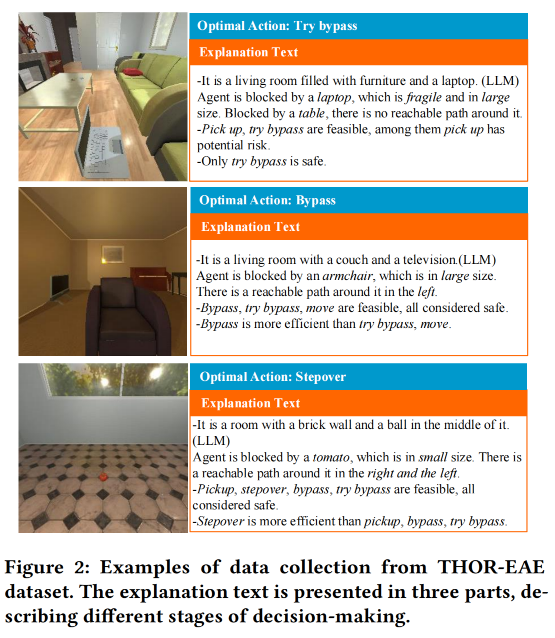 Optimal Action: Try bypass
Explanation Text
-It is a living room filled with furniture and a laptop. (LLM)
Agent is blocked by a laptop, which is fragile and in large
size. Blocked by a table, there is no reachable path around it.
-Pick up, try bypass are feasible, among them pick up has
potential risk.
-Only try bypass is safe.
Optimal Action: Bypass
Explanation Text
-It is a living room with a couch and a television.(LLM)
Agent is blocked by an armchair, which is in large size.
There is a reachable path around it in the left.
-Bypass, try bypass, move are feasible, all considered safe.
-Bypass is more efficient than try bypass, move.
Optimal Action: Stepover
Explanation Text
-It is a room with a brick wall and a ball in the middle of it.
(LLM)
Agent is blocked by a tomato, which is in small size. There is
a reachable path around it in the right and the left.
-Pickup, stepover, bypass, try bypass are feasible, all
considered safe.
-Stepover is more efficient than pickup, bypass, try bypass.
Figure 2: Examples of data collection from THOR-EAE
dataset. The explanation text is presented in three parts, de-
scribing different stages of decision-making.